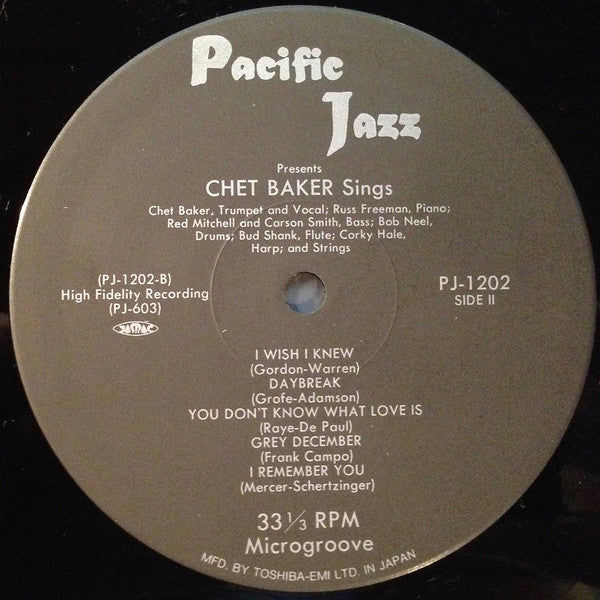 Pacific
Jazz
Presents
CHET BAKER Sings
Chet Baker, Trumpet and Vocal; Russ Freeman, Piano;
Red Mitchell and Carson Smith, Bass; Bob Neel,
Drums; Bud Shank, Flute; Corky Hale,
Harp; and Strings
(PJ-1202-B)
High Fidelity Recording
(PJ-603)
JASRAC
PJ-1202
SIDE II
I WISH I KNEW
(Gordon-Warren)
DAYBREAK
(Grofe-Adamson)
YOU DON'T KNOW WHAT LOVE IS
(Raye-De Paul)
GREY DECEMBER
(Frank Campo)
I REMEMBER YOU
(Mercer-Schertzinger)
33 1/3 RPM
Microgroove
MFD. BY TOSHIBA-EMI LTD. IN JAPAN